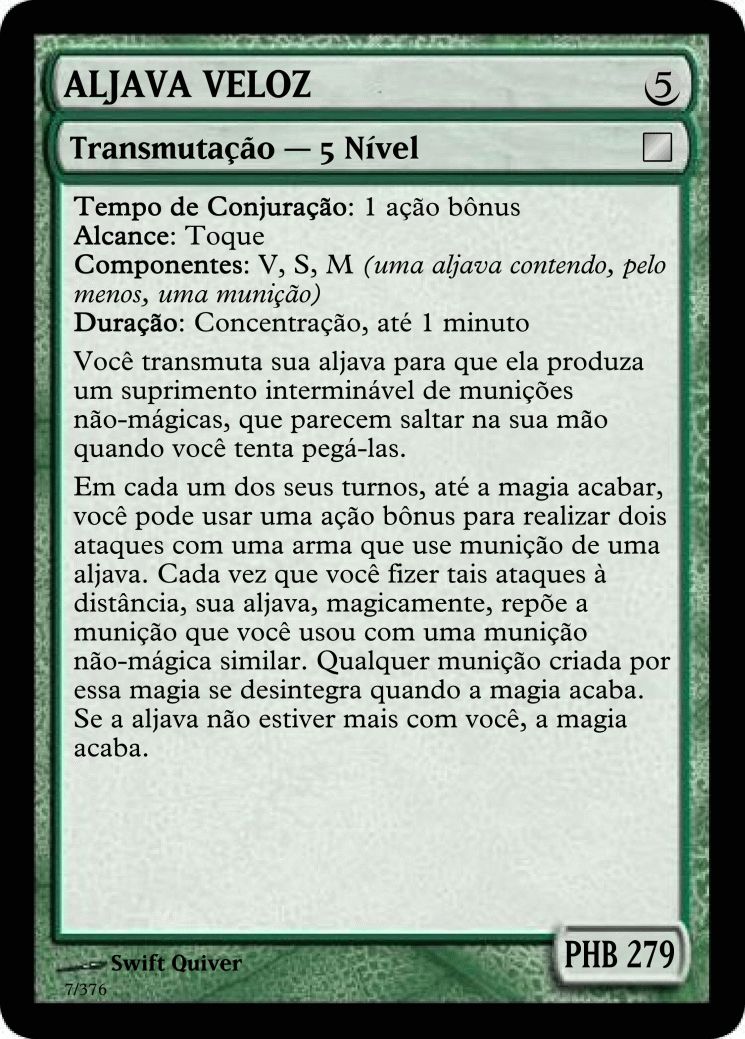 ALJAVA VELOZ 5
Transmutação — 5 Nível
Tempo de Conjuração: 1 ação bônus
Alcance: Toque
Componentes: V, S, M (uma aljava contendo, pelo
menos, uma munição)
Duração: Concentração, até 1 minuto
Você transmuta sua aljava para que ela produza
um suprimento interminável de munições
não-mágicas, que parecem saltar na sua mão
quando você tenta pegá-las.
Em cada um dos seus turnos, até a magia acabar,
você pode usar uma ação bônus para realizar dois
ataques com uma arma que use munição de uma
aljava. Cada vez que você fizer tais ataques à
distância, sua aljava, magicamente, repõe a
munição que você usou com uma munição
não-mágica similar. Qualquer munição criada por
essa magia se desintegra quando a magia acaba.
Se a aljava não estiver mais com você, a magia
acaba.
PHB 279
Swift Quiver
7/376